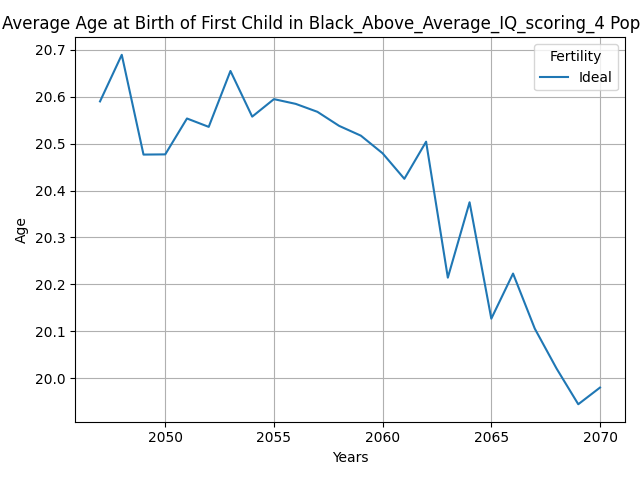 Average Age at Birth of First Child in Black_Above_Average_IQ_scoring_4 Pop
20.7
20.6
20.5
20.4
20.3
20.2
20.1
20.0
Age
Fertility
Ideal
2050 2055 2060 2065 2070
Years